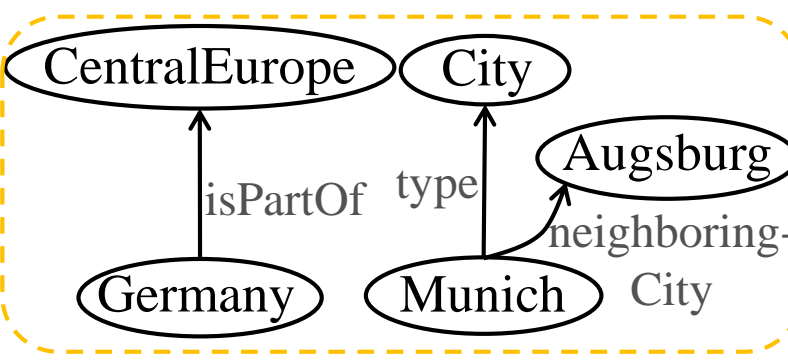 CentralEurope
City
Augsburg
isPartOf
type
neighboring-
City
Germany
Munich